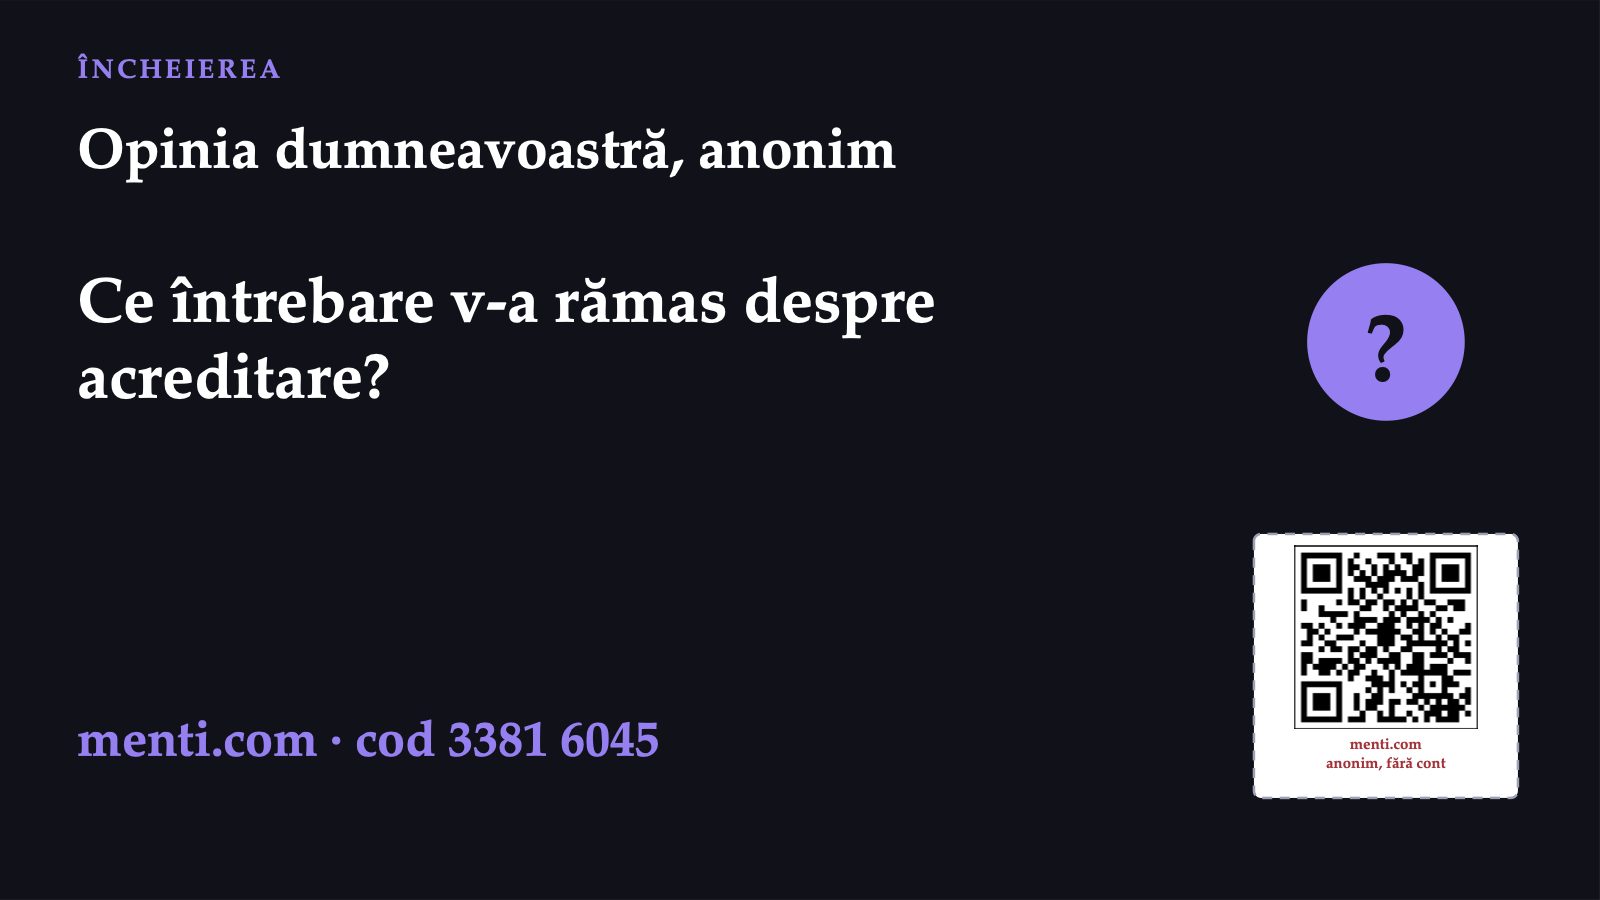 ÎNCHEIEREA
Opinia dumneavoastră, anonim
Ce întrebare v-a rămas despre
acreditare?
?
menti.com · cod 3381 6045
menti.com
anonim, fără cont